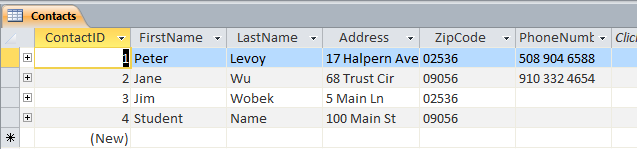 Contacts
ContactID FirstName LastName Address ZipCode PhoneNumb Clic
1 Peter Levoy 17 Halpern Ave 02536 508 904 6588
2 Jane Wu 68 Trust Cir 09056 910 332 4654
3 Jim Wobek 5 Main Ln 02536
4 Student Name 100 Main St 09056
(New)